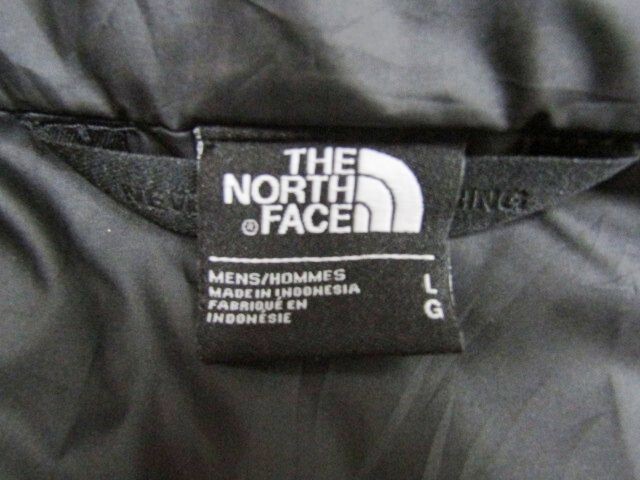 THE
NORTH
® FACE
MENS/HOMMES
MADE IN INDONESIA
FABRIQUÉ EN
INDONÉSIE
L
G